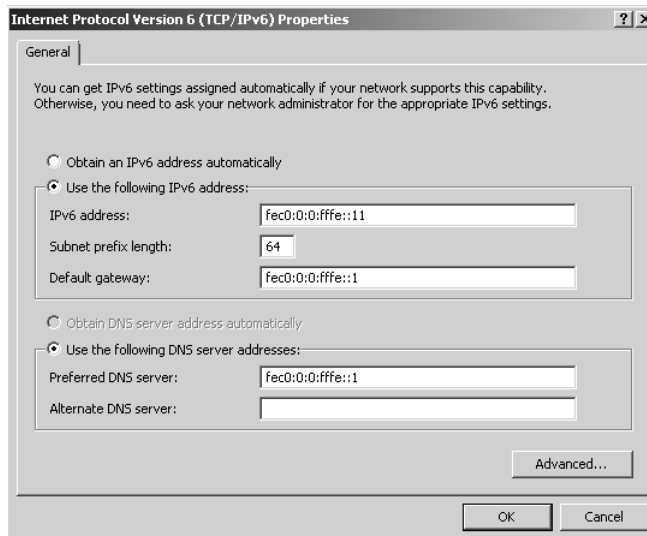 Internet Protocol Version 6 (TCP/IPv6) Properties
General
You can get IPv6 settings assigned automatically if your network supports this capability.
Otherwise, you need to ask your network administrator for the appropriate IPv6 settings.
Obtain an IPv6 address automatically
Use the following IPv6 address:
IPv6 address: fec0:0:0:fffe::11
Subnet prefix length: 64
Default gateway: fec0:0:0:fffe::1
Obtain DNS server address automatically
Use the following DNS server addresses:
Preferred DNS server: fec0:0:0:fffe::1
Alternate DNS server:
Advanced...
OK Cancel